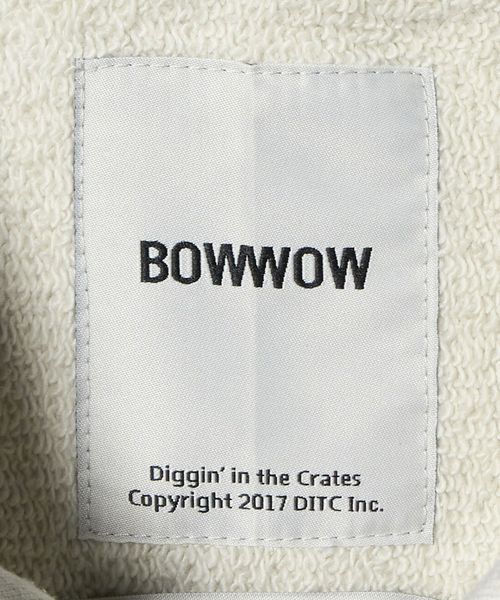 BOWWOW
Diggin' in the Crates
Copyright 2017 DITC Inc.